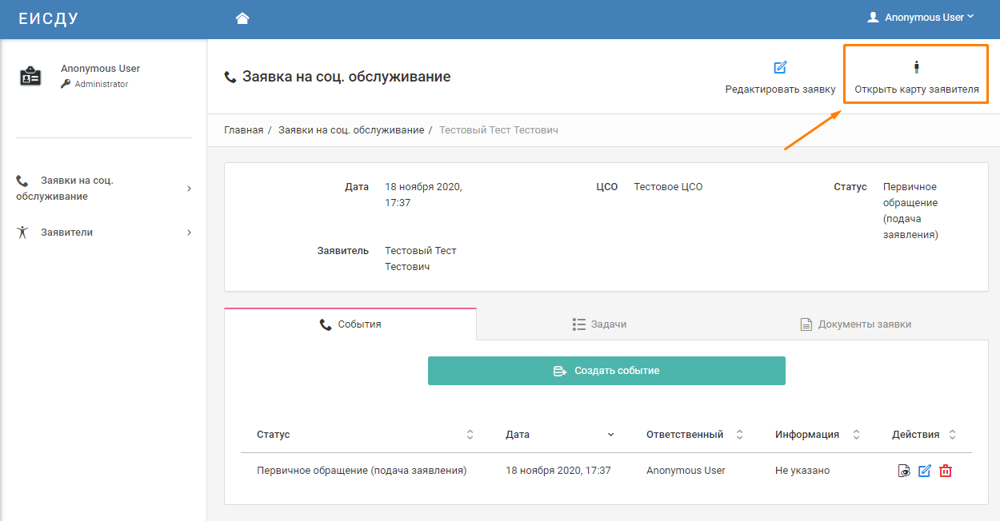 ЕИСДУ
Anonymous User
Anonymous User
Administrator
Заявки на соц.
обслуживание
Заявители
Заявка на соц. обслуживание
Редактировать заявку
Открыть карту заявителя
Главная / Заявки на соц. обслуживание / Тестовый Тест Тестович
Дата
18 ноября 2020,
17:37
ЦСО
Тестовое ЦСО
Статус
Первичное
обращение
(подача
заявления)
Заявитель
Тестовый Тест
Тестович
События
Задачи
Документы заявки
Создать событие
Статус Дата Ответственный Информация Действия
Первичное обращение (подача заявления) 18 ноября 2020, 17:37 Anonymous User Не указано